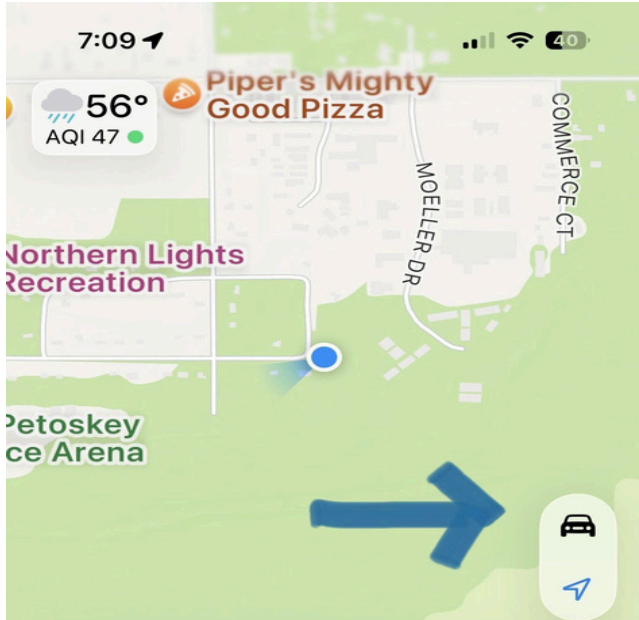 7:09
40
Piper's Mighty
Good Pizza
56°
AQI 47
COMMERCE CT
MOELLER DR
Northern Lights
Recreation
Petoskey
ce Arena